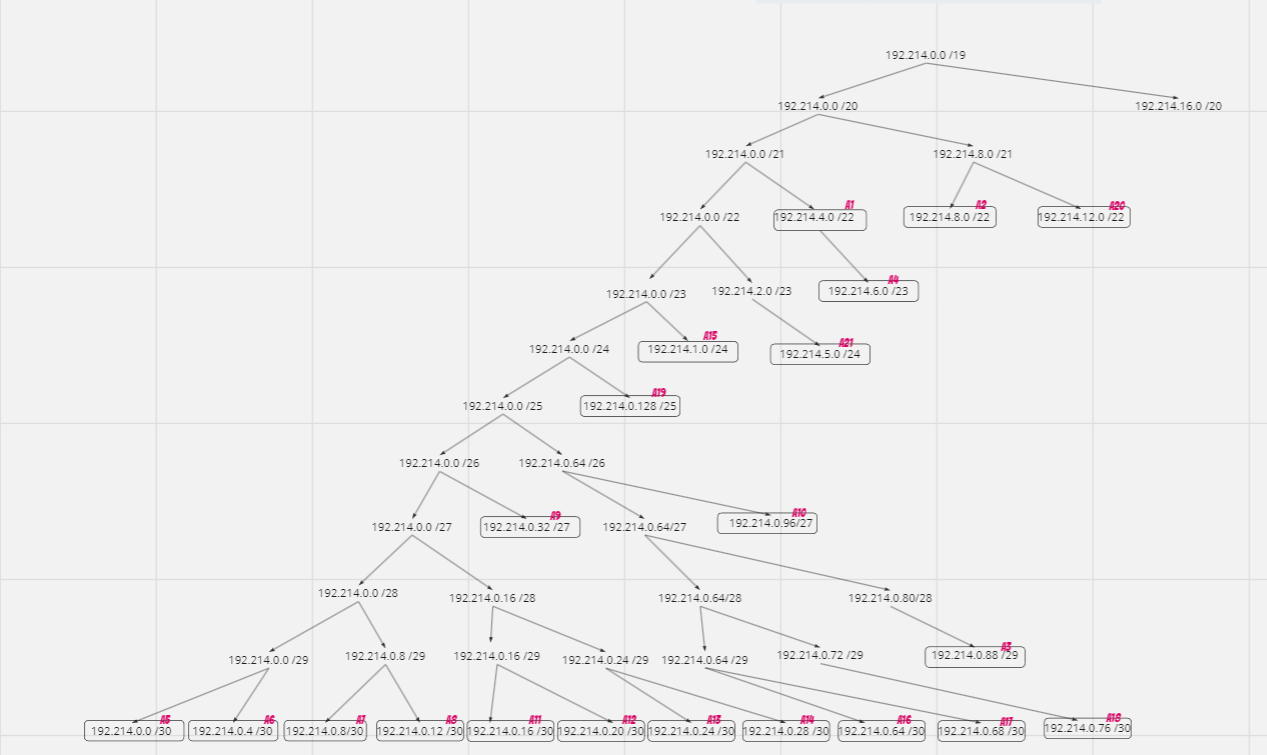 192.214.0.0 /19
192.214.0.0 /20
192.214.16.0 /20
192.214.0.0 /21
192.214.8.0 /21
A1
A2
A20
192.214.0.0 /22
192.214.4.0 /22
192.214.8.0 /22
192.214.12.0 /22
A4
192.214.0.0 /23
192.214.2.0 /23
192.214.6.0 /23
A15
A21
192.214.0.0 /24
192.214.1.0 /24
192.214.5.0 /24
A19
192.214.0.0 /25
192.214.0.128 /25
192.214.0.0 /26
192.214.0.64 /26
A9
A10
192.214.0.0 /27
192.214.0.32 /27
192.214.0.64/27
192.214.0.96/27
192.214.0.0 /28
192.214.0.16 /28
192.214.0.64/28
192.214.0.80/28
A3
192.214.0.0 /29
192.214.0.8 /29
192.214.0.16 /29
192.214.0.24 /29
192.214.0.64 /29
192.214.0.72 /29
192.214.0.88 /29
A5
A6
A7
A8
A11
A12
A13
A14
A16
A17
A18
192.214.0.0 /30
192.214.0.4 /30
192.214.0.8/30
192.214.0.12 /30
192.214.0.16 /30
192.214.0.20 /30
192.214.0.24 /30
192.214.0.28 /30
192.214.0.64 /30
192.214.0.68 /30
192.214.0.76 /30